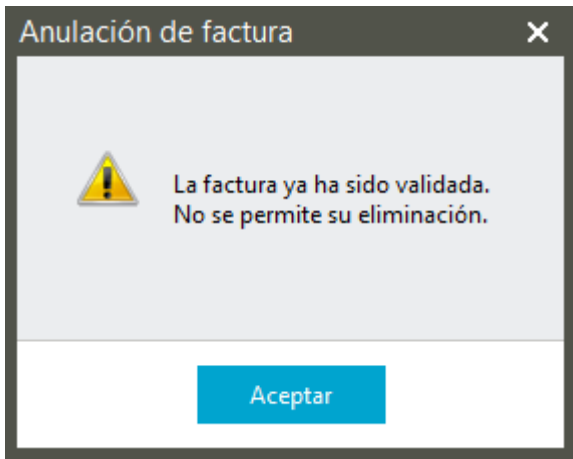 Anulación de factura
La factura ya ha sido validada.
No se permite su eliminación.
Aceptar